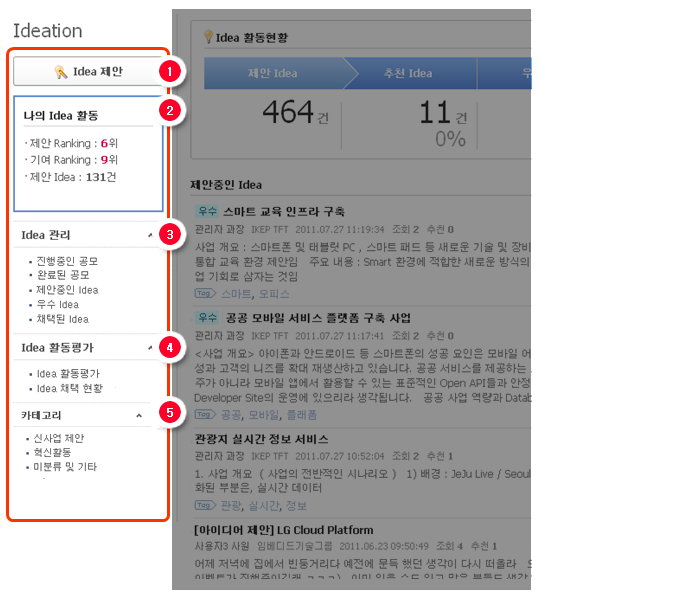 Ideation
Idea 제안
1
나의 Idea 활동
2
· 제안 Ranking : 6위
· 기여 Ranking : 9위
· 제안 Idea : 131건
Idea 관리
3
• 진행중인 공모
• 완료된 공모
• 제안중인 Idea
• 우수 Idea
• 채택된 Idea
Idea 활동평가
4
• Idea 활동평가
• Idea 채택 현황
카테고리
5
• 신사업 제안
• 혁신활동
• 미분류 및 기타
Idea 활동현황
제안 Idea 추천 Idea 우
464 건 11 건
0%
제안중인 Idea
우수 스마트 교육 인프라 구축
관리자 과장 IKEP TFT 2011.07.27 11:19:34 조회 2 추천 0
사업 개요 : 스마트폰 및 태블릿 PC , 스마트 패드 등 새로운 기술 및 장비
통합 교육 환경 제안임 주요 내용 : Smart 환경에 적합한 새로운 방식의
업 기회로 삼자는 것임
Tag 스마트, 오피스
우수 공공 모바일 서비스 플랫폼 구축 사업
관리자 과장 IKEP TFT 2011.07.27 11:17:41 조회 2 추천 0
<사업 개요> 아이폰과 안드로이드 등 스마트폰의 성공 요인은 모바일 어
성과 고객의 니즈를 확대 재생산하고 있습니다. 공공 서비스를 제공하는
주가 아니라 모바일 앱에서 활용할 수 있는 표준적인 Open API들과 안정
Developer Site의 운영에 있으리라 생각됩니다. 공공 사업 역량과 Datab
Tag 공공, 모바일, 플래폼
관광지 실시간 정보 서비스
관리자 과장 IKEP TFT 2011.07.27 10:52:04 조회 2 추천 1
1. 사업 개요 ( 사업의 전반적인 시나리오 ) 1) 배경 : JeJu Live / Seoul
화된 부분은, 실시간 데이터
Tag 관광, 실시간, 정보
[아이디어 제안] LG Cloud Platform
사용자3 사원 임베디드기술그룹 2011.06.23 09:50:49 조회 4 추천 1
어제 저녁에 집에서 빈둥거리다 예전에 문득 했던 생각이 다시 떠올라